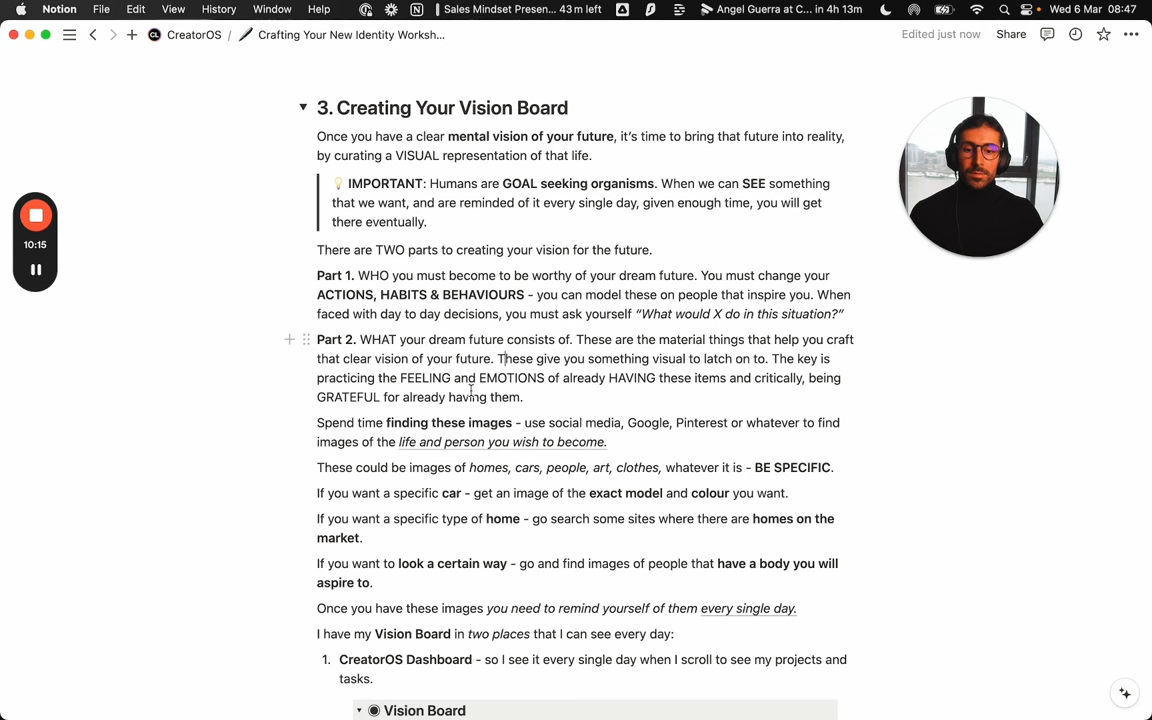 Notion File Edit View History Window Help Sales Mindset Presen... 43 m left Angel Guerra at C... in 4h 13m Wed 6 Mar 08:47
CL CreatorOS / Crafting Your New Identity Worksh... Edited just now Share
3. Creating Your Vision Board
Once you have a clear mental vision of your future, it's time to bring that future into reality,
by curating a VISUAL representation of that life.
💡 IMPORTANT: Humans are GOAL seeking organisms. When we can SEE something
that we want, and are reminded of it every single day, given enough time, you will get
there eventually.
There are TWO parts to creating your vision for the future.
Part 1. WHO you must become to be worthy of your dream future. You must change your
ACTIONS, HABITS & BEHAVIOURS - you can model these on people that inspire you. When
faced with day to day decisions, you must ask yourself “What would X do in this situation?”
Part 2. WHAT your dream future consists of. These are the material things that help you craft
that clear vision of your future. These give you something visual to latch on to. The key is
practicing the FEELING and EMOTIONS of already HAVING these items and critically, being
GRATEFUL for already having them.
Spend time finding these images - use social media, Google, Pinterest or whatever to find
images of the life and person you wish to become.
These could be images of homes, cars, people, art, clothes, whatever it is - BE SPECIFIC.
If you want a specific car - get an image of the exact model and colour you want.
If you want a specific type of home - go search some sites where there are homes on the
market.
If you want to look a certain way - go and find images of people that have a body you will
aspire to.
Once you have these images you need to remind yourself of them every single day.
I have my Vision Board in two places that I can see every day:
1. CreatorOS Dashboard - so I see it every single day when I scroll to see my projects and
tasks.
Vision Board
10:15